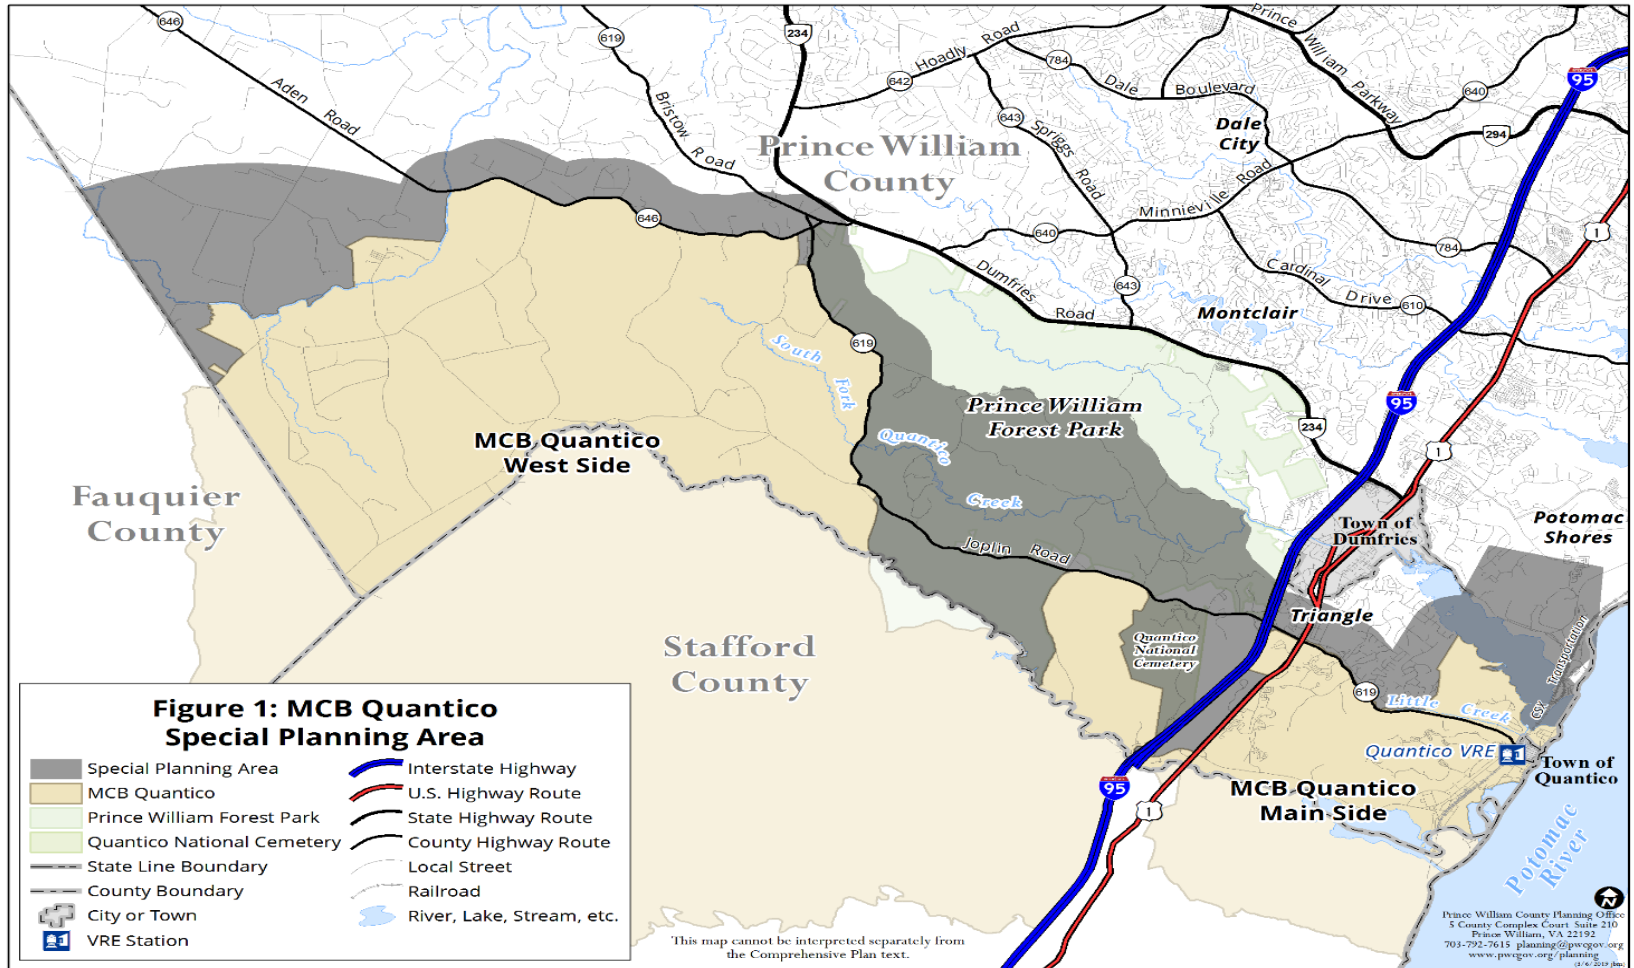 646
619
234
Hoadly Road
642
784
Dale Boulevard
Prince William Parkway
640
95
294
Aden Road
Bristow Road
643
Spriggs Road
Dale
City
Prince William
County
Minnieville Road
646
640
784
1
Cardinal Drive
610
Dumfries Road
643
Montclair
619
South Fork
Quantico Creek
Prince William
Forest Park
95
234
1
MCB Quantico
West Side
Fauquier
County
Town of
Dumfries
Potomac
Shores
Joplin Road
Triangle
Quantico
National
Cemetery
Stafford
County
CSX Transportation
619
Little Creek
Quantico VRE
Town of
Quantico
95
1
MCB Quantico
Main Side
Potomac
River
Figure 1: MCB Quantico
Special Planning Area
Special Planning Area
MCB Quantico
Prince William Forest Park
Quantico National Cemetery
State Line Boundary
County Boundary
City or Town
VRE Station
Interstate Highway
U.S. Highway Route
State Highway Route
County Highway Route
Local Street
Railroad
River, Lake, Stream, etc.
This map cannot be interpreted separately from
the Comprehensive Plan text.
N
Prince William County Planning Office
5 County Complex Court Suite 210
Prince William, VA 22192
703-792-7615 planning@pwcgov.org
www.pwcgov.org/planning